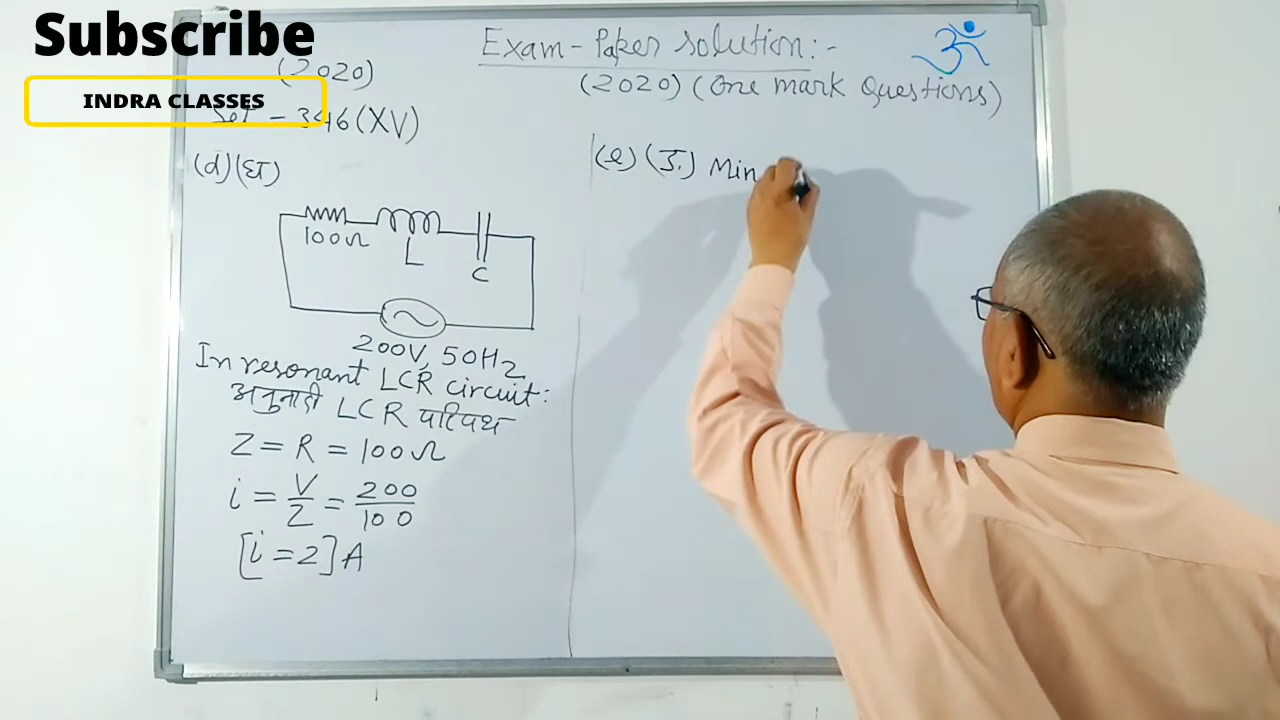 Subscribe
INDRA CLASSES
(2020)
Set - 346(XV)
Exam - Paper solution:-
(2020) (One mark Questions)
ॐ
(d)(घ)
100Ω
L
C
200V, 50Hz
In resonant LCR circuit:
अनुनादी LCR परिपथ
Z = R = 100Ω
i = V/Z = 200/100
[i = 2] A
(e) (ङ) Min